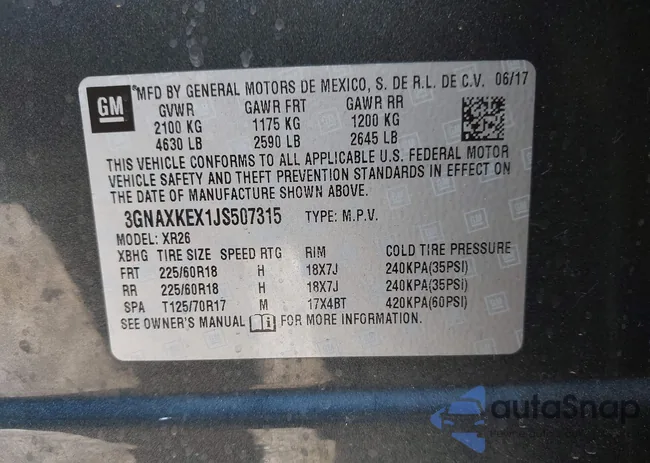 GM
MFD BY GENERAL MOTORS DE MEXICO, S. DE R.L. DE C.V. 06/17
GVWR GAWR FRT GAWR RR
2100 KG 1175 KG 1200 KG
4630 LB 2590 LB 2645 LB
THIS VEHICLE CONFORMS TO ALL APPLICABLE U.S. FEDERAL MOTOR
VEHICLE SAFETY AND THEFT PREVENTION STANDARDS IN EFFECT ON
THE DATE OF MANUFACTURE SHOWN ABOVE.
3GNAXKEX1JS507315 TYPE: M.P.V.
MODEL: XR26
XBHG TIRE SIZE SPEED RTG RIM COLD TIRE PRESSURE
FRT 225/60R18 H 18X7J 240KPA(35PSI)
RR 225/60R18 H 18X7J 240KPA(35PSI)
SPA T125/70R17 M 17X4BT 420KPA(60PSI)
SEE OWNER'S MANUAL i FOR MORE INFORMATION.
autoSnap